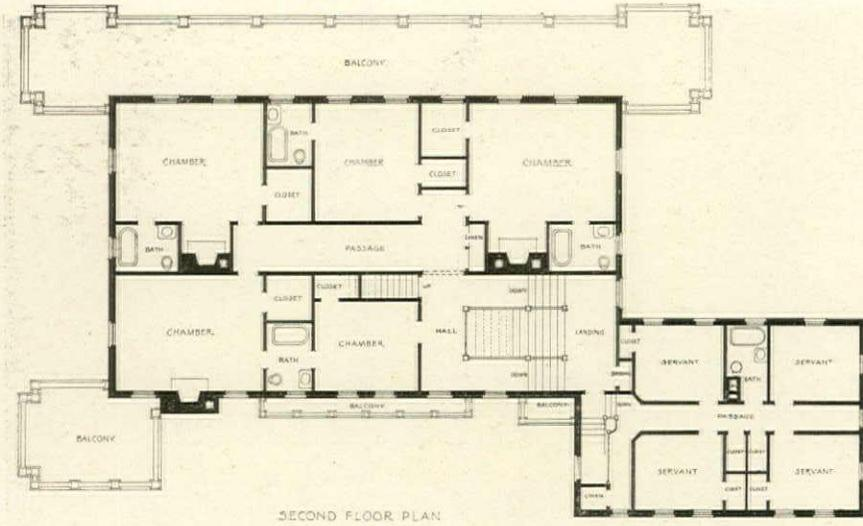 BALCONY
BATH
CLOSET
CHAMBER
CHAMBER
CHAMBER
CLOSET
CLOSET
BATH
PASSAGE
LINEN
BATH
CLOSET
UP
DOWN
CLOSET
CHAMBER
HALL
LANDING
CHAMBER
CLOSET
BATH
SERVANT
SERVANT
DOWN
BATH
BALCONY
BALCONY
DOWN
PASSAGE
BALCONY
CLOSET
CLOSET
SERVANT
SERVANT
CLOSET
CLOSET
LINEN
SECOND FLOOR PLAN